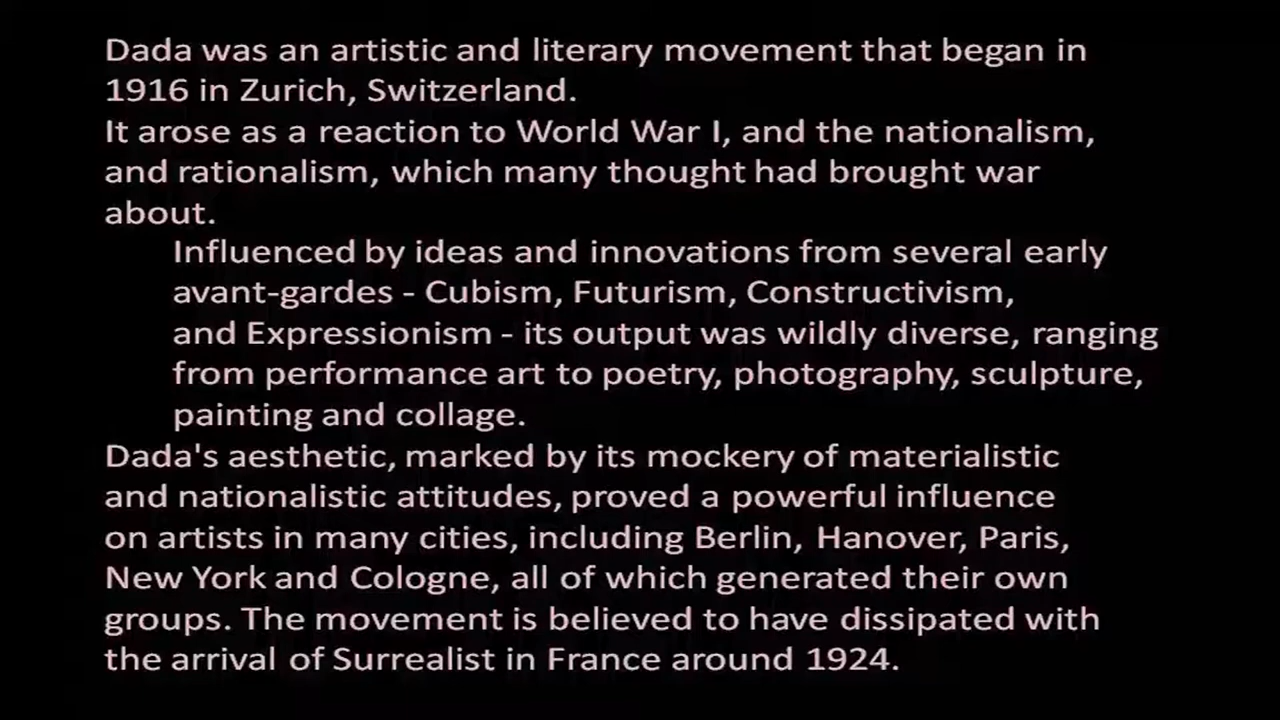 Dada was an artistic and literary movement that began in
1916 in Zurich, Switzerland.
It arose as a reaction to World War I, and the nationalism,
and rationalism, which many thought had brought war
about.
Influenced by ideas and innovations from several early
avant-gardes - Cubism, Futurism, Constructivism,
and Expressionism - its output was wildly diverse, ranging
from performance art to poetry, photography, sculpture,
painting and collage.
Dada's aesthetic, marked by its mockery of materialistic
and nationalistic attitudes, proved a powerful influence
on artists in many cities, including Berlin, Hanover, Paris,
New York and Cologne, all of which generated their own
groups. The movement is believed to have dissipated with
the arrival of Surrealist in France around 1924.